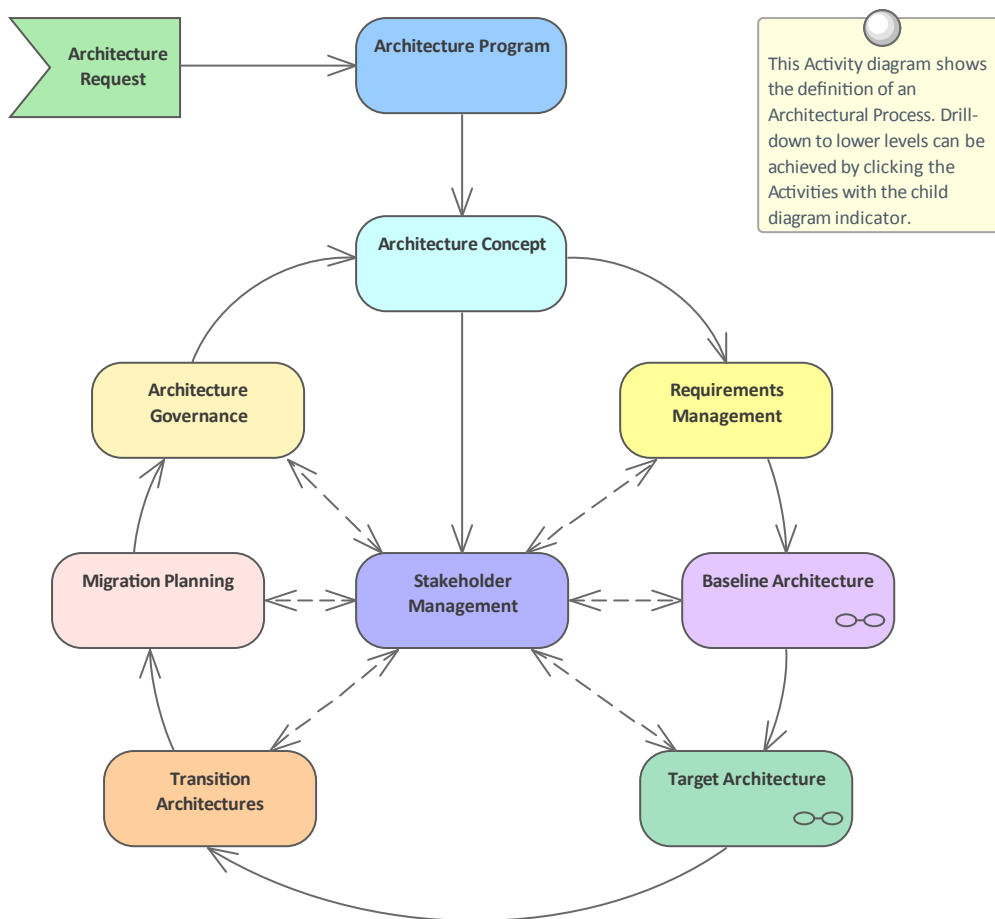 Architecture
Request
Architecture Program
This Activity diagram shows
the definition of an
Architectural Process. Drill-
down to lower levels can be
achieved by clicking the
Activities with the child
diagram indicator.
Architecture Concept
Architecture
Governance
Requirements
Management
Migration Planning
Stakeholder
Management
Baseline Architecture
Transition
Architectures
Target Architecture